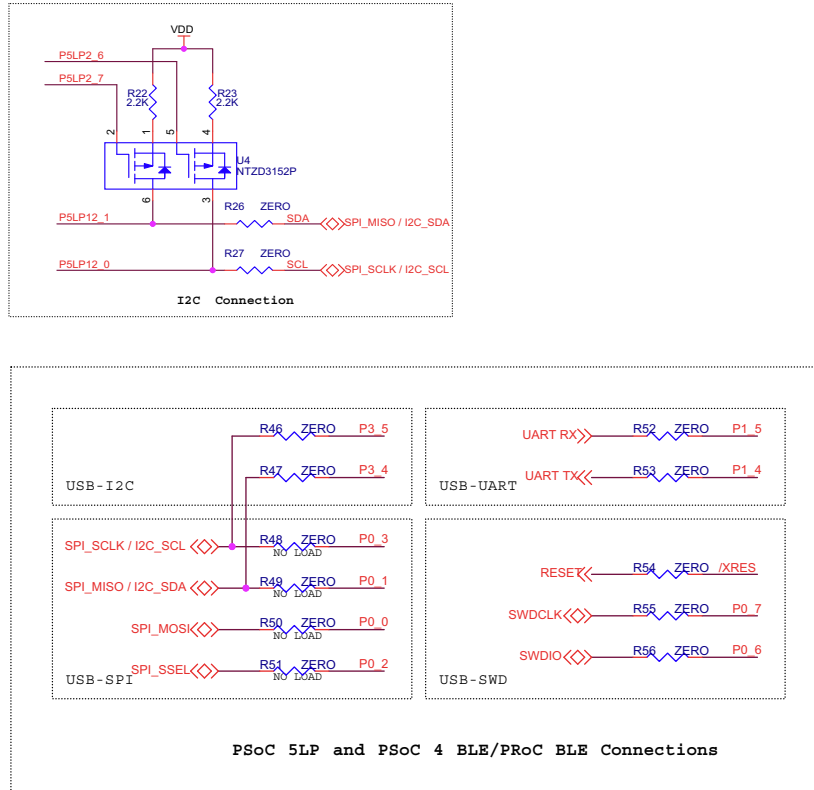 VDD
P5LP2_6
P5LP2_7
R22 2.2K
R23 2.2K
2 1 5 4
U4
NTZD3152P
6 3
R26 ZERO
P5LP12_1 SDA SPI_MISO / I2C_SDA
R27 ZERO
P5LP12_0 SCL SPI_SCLK / I2C_SCL
I2C Connection
R46 ZERO P3_5
R47 ZERO P3_4
USB-I2C
UART RX R52 ZERO P1_5
UART TX R53 ZERO P1_4
USB-UART
SPI_SCLK / I2C_SCL R48 ZERO P0_3
NO LOAD
SPI_MISO / I2C_SDA R49 ZERO P0_1
NO LOAD
SPI_MOSI R50 ZERO P0_0
NO LOAD
SPI_SSEL R51 ZERO P0_2
NO LOAD
USB-SPI
RESET R54 ZERO /XRES
SWDCLK R55 ZERO P0_7
SWDIO R56 ZERO P0_6
USB-SWD
PSoC 5LP and PSoC 4 BLE/PRoC BLE Connections